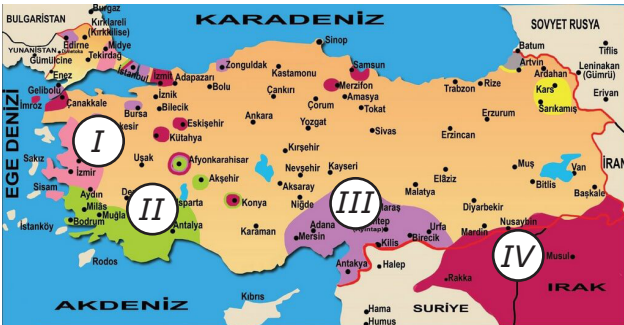 BULGARİSTAN
Burgaz
KARADENİZ
SOVYET RUSYA
Kırklareli
(Kırkkilise)
Edirne
Midye
YUNANİSTAN
Gümülcine
Tekirdağ
Enez
İstanbul
İzmit
Adapazarı
Zonguldak
Kastamonu
Sinop
Samsun
Merzifon
Amasya
Tokat
Trabzon
Rize
Batum
Artvin
Ardahan
Kars
Sarıkamış
Tiflis
Leninakan
(Gümrü)
Erivan
Gelibolu
İmroz
Çanakkale
Bursa
İznik
Bilecik
Bolu
Çankırı
Çorum
Ankara
Yozgat
Sivas
Erzincan
Erzurum
EGE DENİZİ
I
kesir
Eskişehir
Kütahya
Sakız
İzmir
Uşak
Afyonkarahisar
Akşehir
Kırşehir
Nevşehir
Kayseri
Aksaray
Niğde
Elâzığ
Malatya
Muş
Bitlis
Van
Başkale
İRAN
Sisam
Aydın
De
II
Isparta
Konya
Karaman
Milâs
Muğla
Bodrum
Antalya
İstanköy
Rodos
III
Adana
Mersin
Maraş
tep
(Ayıntap)
Kilis
Urfa
Birecik
Diyarbekir
Mardin
Nusaybin
IV
Musul
Antakya
Halep
Rakka
IRAK
AKDENİZ
Kıbrıs
Hama
Humus
SURİYE